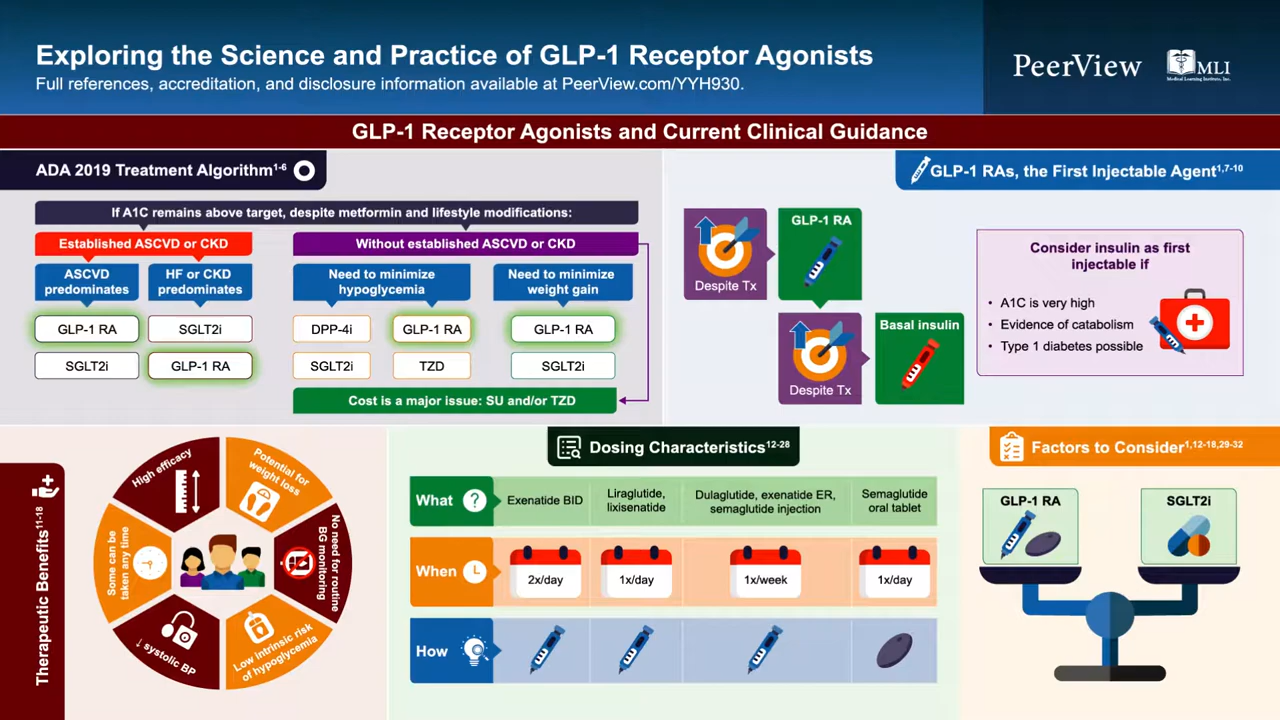 Exploring the Science and Practice of GLP-1 Receptor Agonists
Full references, accreditation, and disclosure information available at PeerView.com/YYH930.
PeerView
MLI
Medical Learning Institute, Inc.
GLP-1 Receptor Agonists and Current Clinical Guidance
ADA 2019 Treatment Algorithm1-6
If A1C remains above target, despite metformin and lifestyle modifications:
Established ASCVD or CKD
Without established ASCVD or CKD
ASCVD
predominates
HF or CKD
predominates
Need to minimize
hypoglycemia
Need to minimize
weight gain
GLP-1 RA
SGLT2i
DPP-4i
GLP-1 RA
GLP-1 RA
SGLT2i
GLP-1 RA
SGLT2i
TZD
SGLT2i
Cost is a major issue: SU and/or TZD
GLP-1 RAs, the First Injectable Agent1,7-10
Despite Tx
GLP-1 RA
Despite Tx
Basal insulin
Consider insulin as first
injectable if
• A1C is very high
• Evidence of catabolism
• Type 1 diabetes possible
Therapeutic Benefits11-18
High efficacy
Potential for
weight loss
No need for routine
BG monitoring
Low intrinsic risk
of hypoglycemia
↓ systolic BP
Some can be
taken any time
Dosing Characteristics12-28
What ?
Exenatide BID
Liraglutide,
lixisenatide
Dulaglutide, exenatide ER,
semaglutide injection
Semaglutide
oral tablet
When
2x/day
1x/day
1x/week
1x/day
How
Factors to Consider1,12-18,29-32
GLP-1 RA
SGLT2i